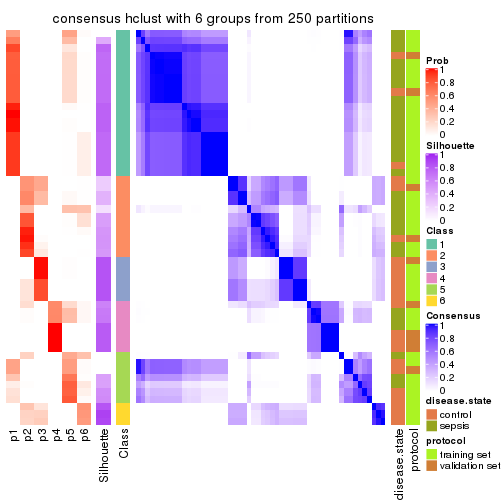 consensus hclust with 6 groups from 250 partitions
Prob
1
0.8
0.6
0.4
0.2
0
Silhouette
1
0.8
0.6
0.4
0.2
0
Class
1
2
3
4
5
6
Consensus
1
0.8
0.6
0.4
0.2
0
disease.state
control
sepsis
protocol
training set
validation set
p1
p2
p3
p4
p5
p6
Silhouette
Class
disease.state
protocol